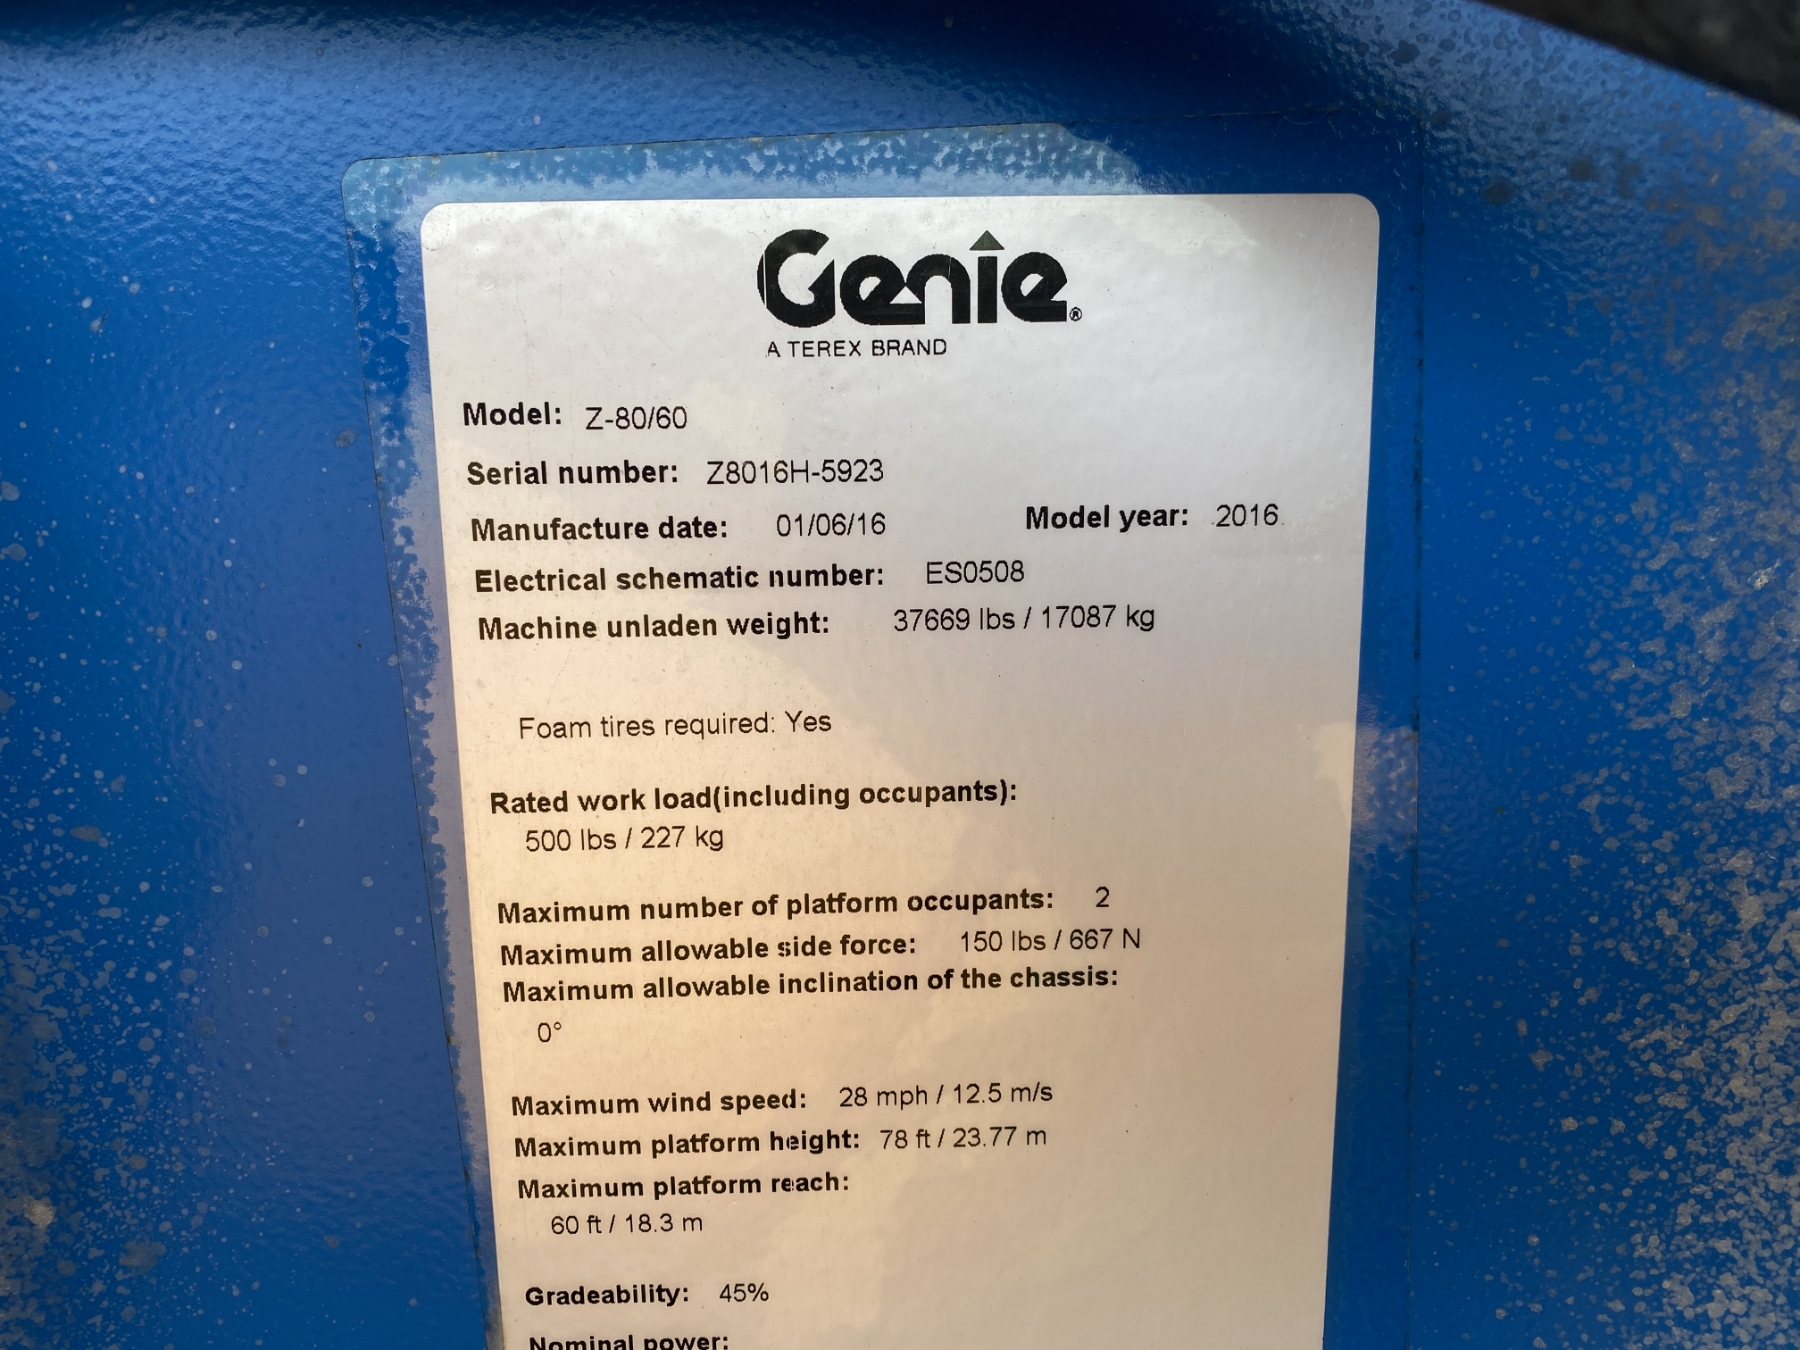 Genie®
A TEREX BRAND
Model: Z-80/60
Serial number: Z8016H-5923
Manufacture date: 01/06/16 Model year: 2016
Electrical schematic number: ES0508
Machine unladen weight: 37669 lbs / 17087 kg
Foam tires required: Yes
Rated work load(including occupants):
500 lbs / 227 kg
Maximum number of platform occupants: 2
Maximum allowable side force: 150 lbs / 667 N
Maximum allowable inclination of the chassis:
0°
Maximum wind speed: 28 mph / 12.5 m/s
Maximum platform height: 78 ft / 23.77 m
Maximum platform reach:
60 ft / 18.3 m
Gradeability: 45%
Nominal power: